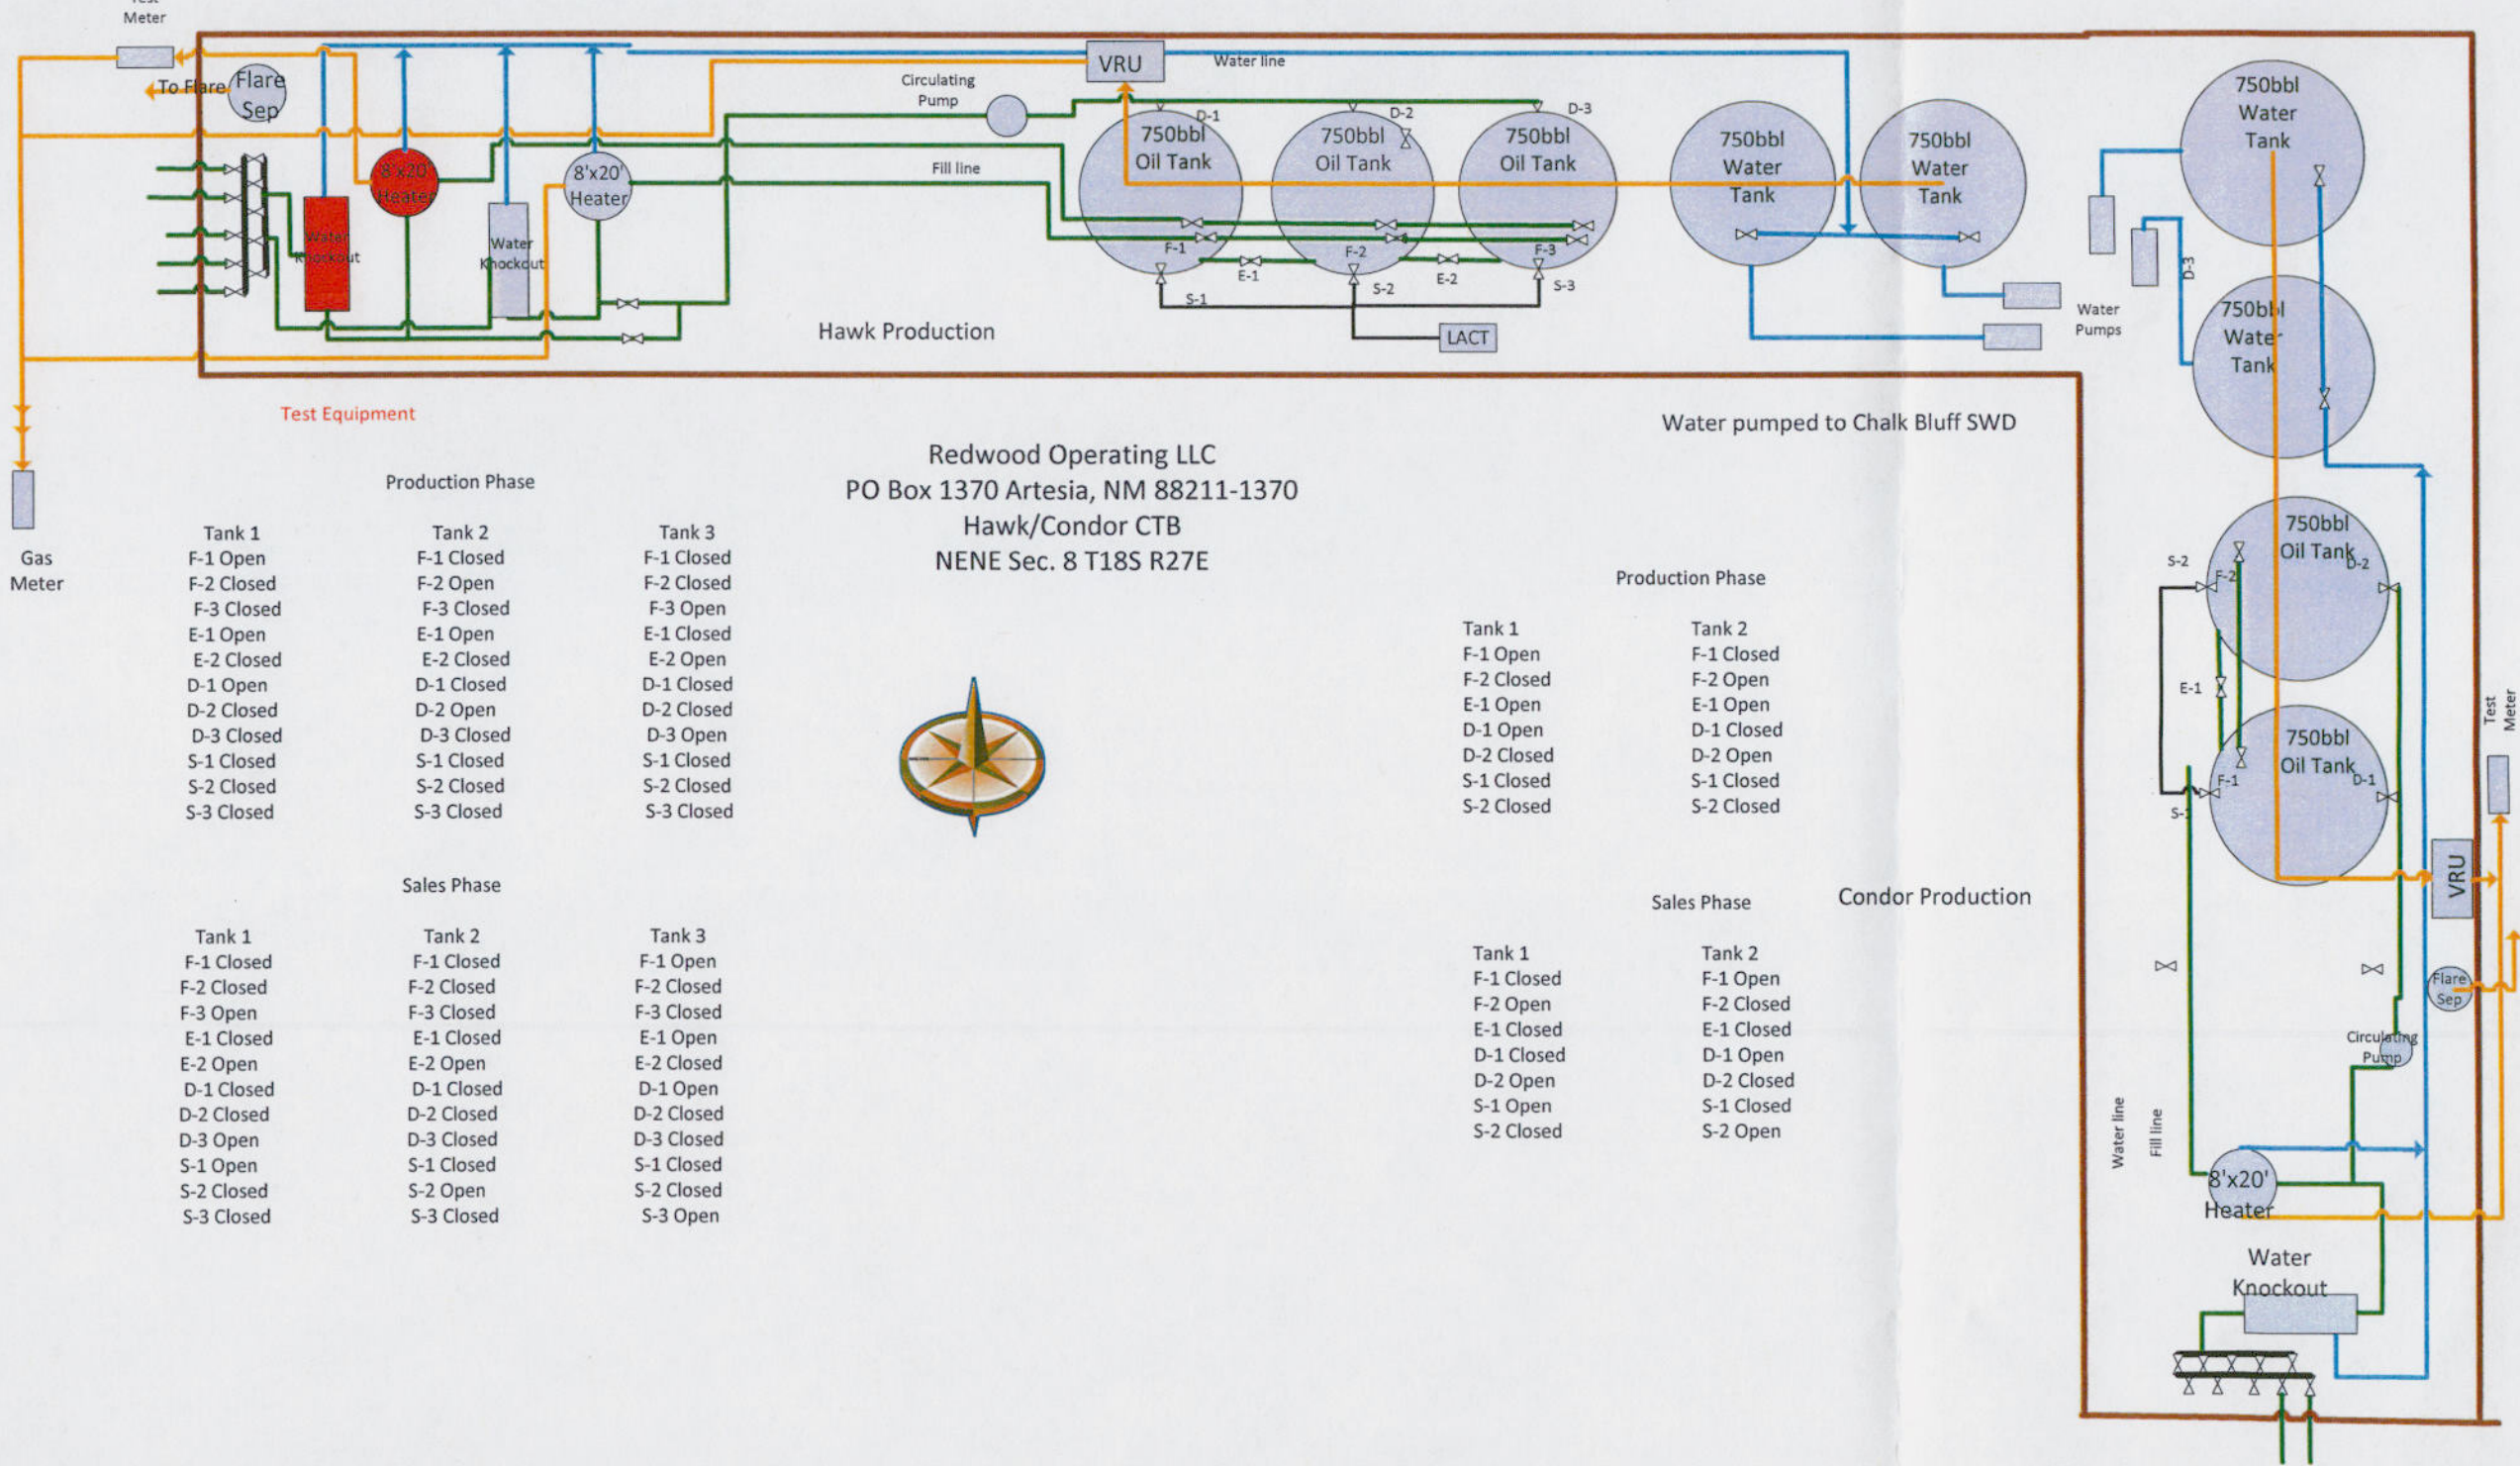 Meter
To Flare
Flare
Sep
8'x20'
Heater
Water
Knockout
Water
Knockout
8'x20'
Heater
Circulating
Pump
Fill line
VRU
Water line
D-1
750bbl
Oil Tank
D-2
750bbl
Oil Tank
D-3
750bbl
Oil Tank
750bbl
Water
Tank
750bbl
Water
Tank
F-1
F-2
F-3
E-1
E-2
S-1
S-2
S-3
LACT
Water
Pumps
Hawk Production
750bbl
Water
Tank
D-3
750bbl
Water
Tank
Test Equipment
Water pumped to Chalk Bluff SWD
Redwood Operating LLC
PO Box 1370 Artesia, NM 88211-1370
Hawk/Condor CTB
NENE Sec. 8 T18S R27E
Gas
Meter
Production Phase
Tank 1
F-1 Open
F-2 Closed
F-3 Closed
E-1 Open
E-2 Closed
D-1 Open
D-2 Closed
D-3 Closed
S-1 Closed
S-2 Closed
S-3 Closed
Tank 2
F-1 Closed
F-2 Open
F-3 Closed
E-1 Open
E-2 Closed
D-1 Closed
D-2 Open
D-3 Closed
S-1 Closed
S-2 Closed
S-3 Closed
Tank 3
F-1 Closed
F-2 Closed
F-3 Open
E-1 Closed
E-2 Open
D-1 Closed
D-2 Closed
D-3 Open
S-1 Closed
S-2 Closed
S-3 Closed
Sales Phase
Tank 1
F-1 Closed
F-2 Closed
F-3 Open
E-1 Closed
E-2 Open
D-1 Closed
D-2 Closed
D-3 Open
S-1 Open
S-2 Closed
S-3 Closed
Tank 2
F-1 Closed
F-2 Closed
F-3 Closed
E-1 Closed
E-2 Open
D-1 Closed
D-2 Closed
D-3 Closed
S-1 Closed
S-2 Open
S-3 Closed
Tank 3
F-1 Open
F-2 Closed
F-3 Closed
E-1 Open
E-2 Closed
D-1 Open
D-2 Closed
D-3 Closed
S-1 Closed
S-2 Closed
S-3 Open
Production Phase
Tank 1
F-1 Open
F-2 Closed
E-1 Open
D-1 Open
D-2 Closed
S-1 Closed
S-2 Closed
Tank 2
F-1 Closed
F-2 Open
E-1 Open
D-1 Closed
D-2 Open
S-1 Closed
S-2 Closed
Sales Phase
Tank 1
F-1 Closed
F-2 Open
E-1 Closed
D-1 Closed
D-2 Open
S-1 Open
S-2 Closed
Tank 2
F-1 Open
F-2 Closed
E-1 Closed
D-1 Open
D-2 Closed
S-1 Closed
S-2 Open
Condor Production
750bbl
Oil Tank
S-2
F-2
D-2
E-1
750bbl
Oil Tank
F-1
D-1
Test
Meter
VRU
Flare
Sep
Circulating
Pump
Water line
Fill line
8'x20'
Heater
Water
Knockout